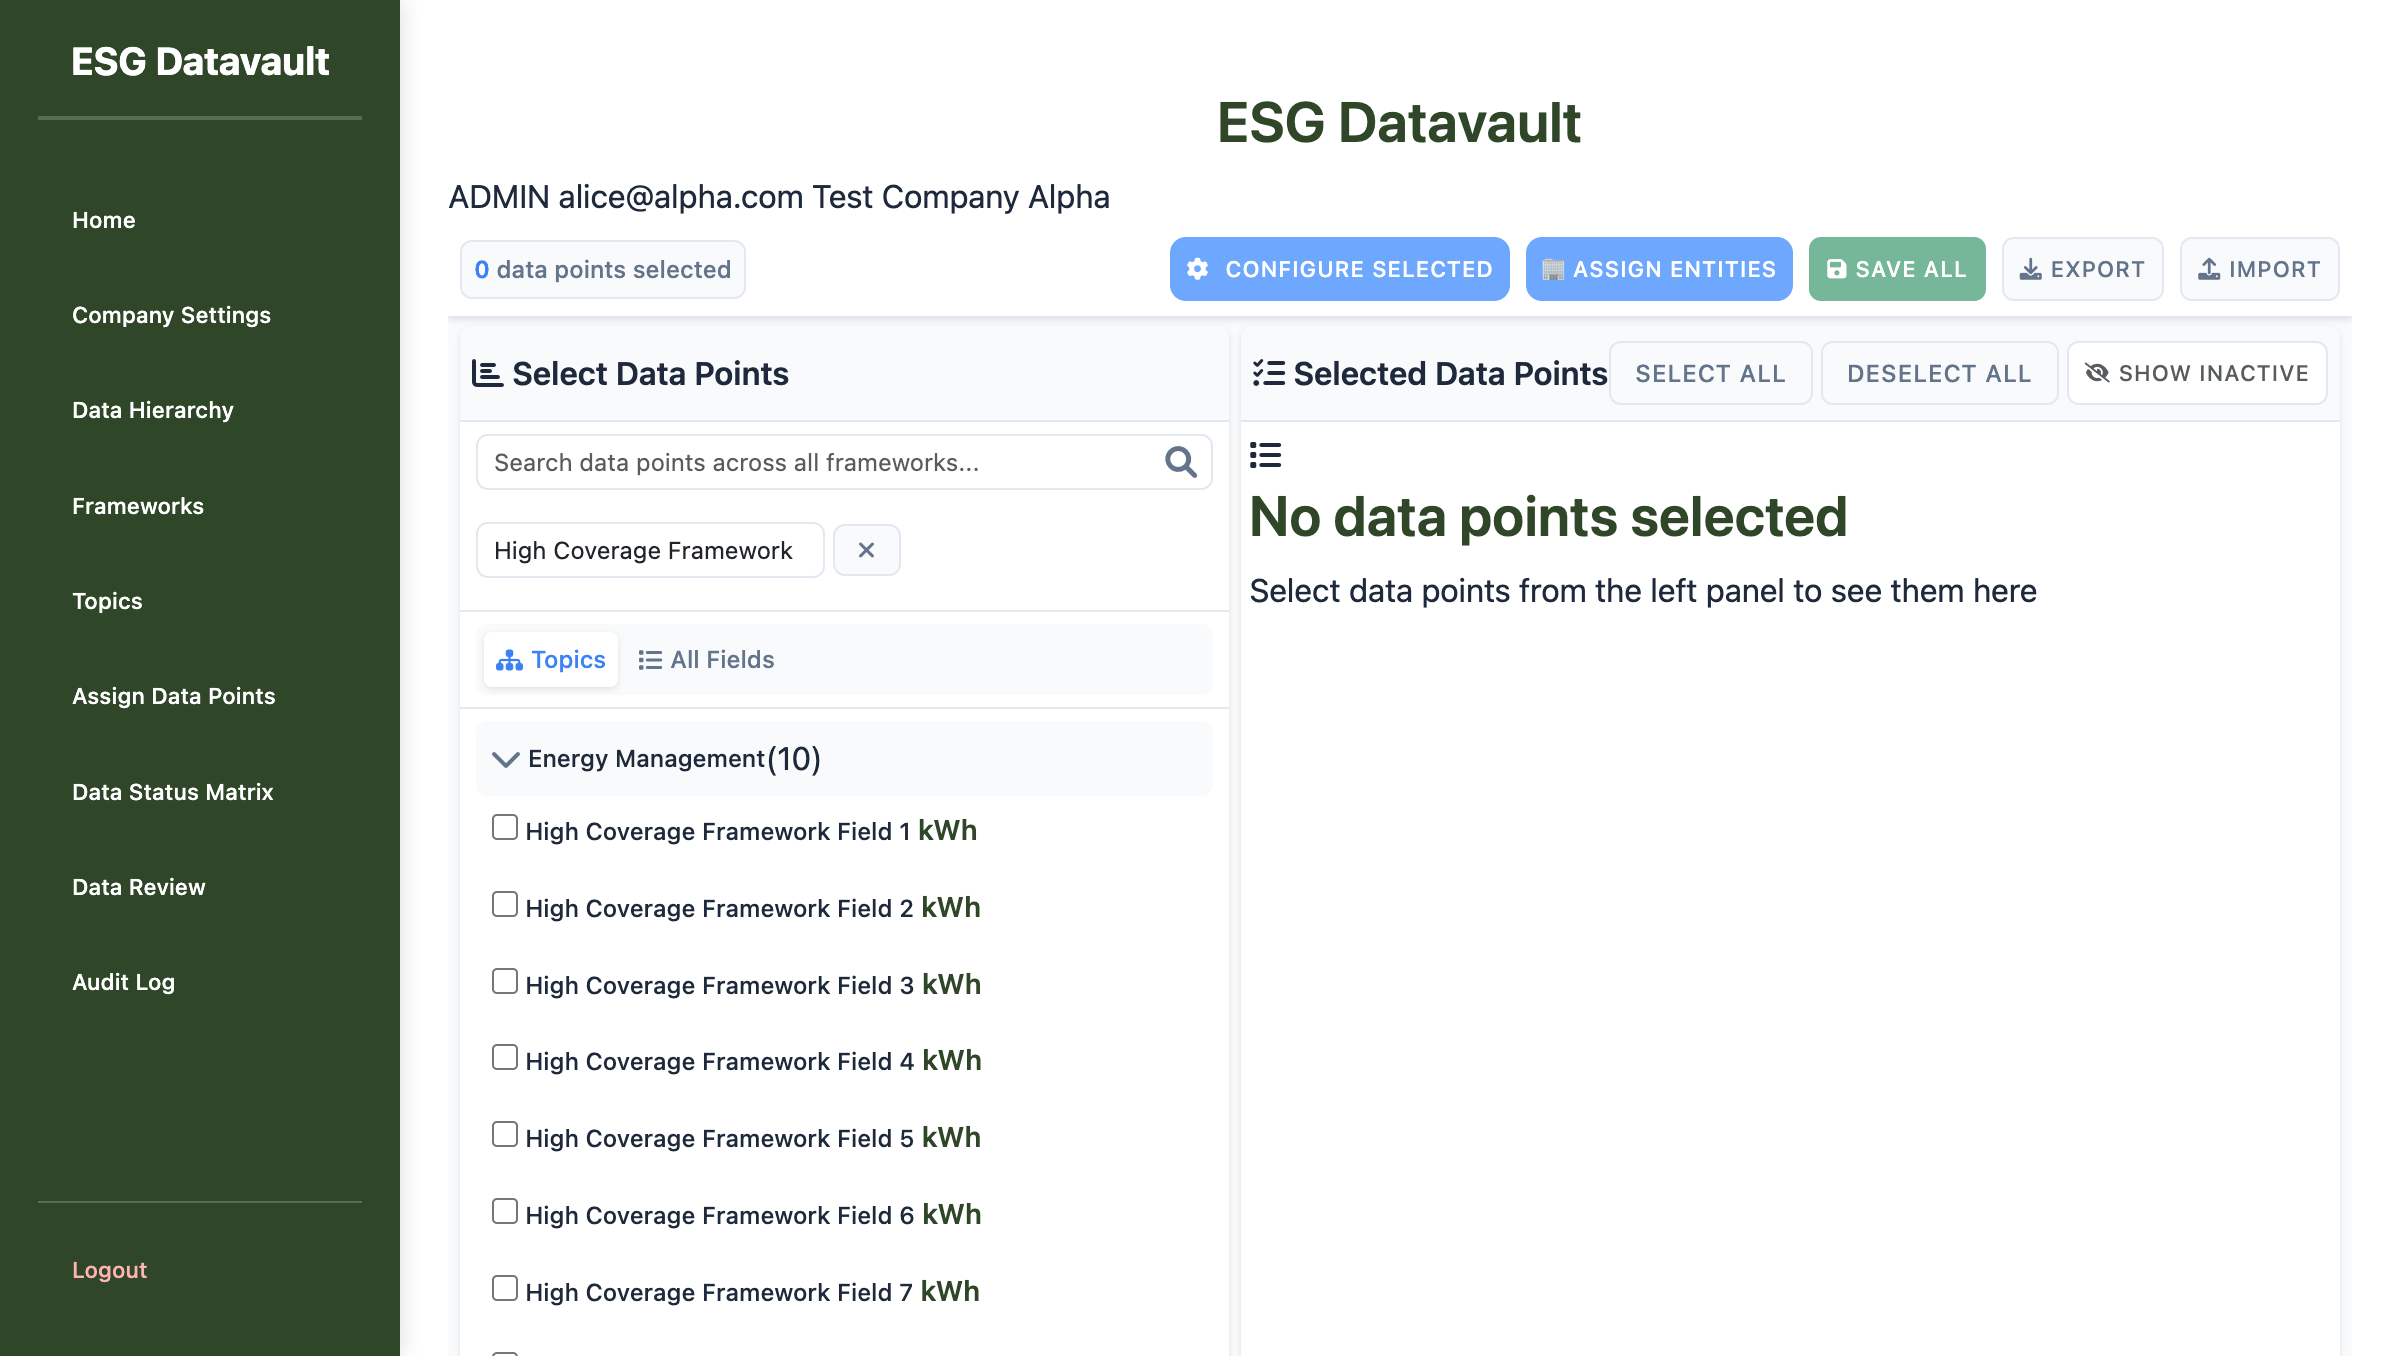 ESG Datavault
Home
Company Settings
Data Hierarchy
Frameworks
Topics
Assign Data Points
Data Status Matrix
Data Review
Audit Log
Logout
ESG Datavault
ADMIN alice@alpha.com Test Company Alpha
0 data points selected
CONFIGURE SELECTED
ASSIGN ENTITIES
SAVE ALL
EXPORT
IMPORT
Select Data Points
Search data points across all frameworks...
High Coverage Framework
Topics
All Fields
Energy Management(10)
High Coverage Framework Field 1 kWh
High Coverage Framework Field 2 kWh
High Coverage Framework Field 3 kWh
High Coverage Framework Field 4 kWh
High Coverage Framework Field 5 kWh
High Coverage Framework Field 6 kWh
High Coverage Framework Field 7 kWh
Selected Data Points
SELECT ALL
DESELECT ALL
SHOW INACTIVE
No data points selected
Select data points from the left panel to see them here